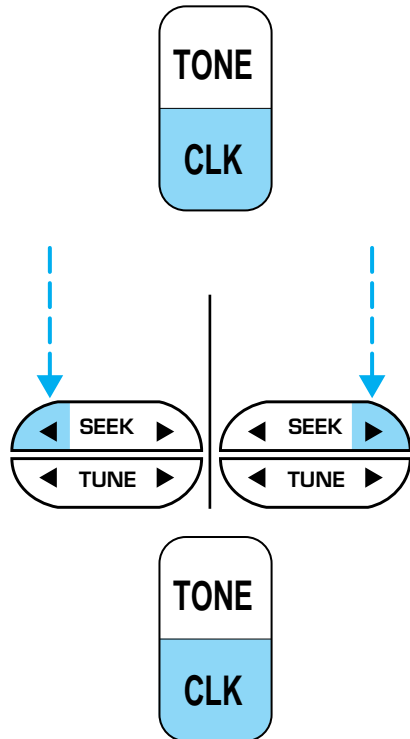 TONE
CLK
◀ SEEK ▶ ◀ SEEK ▶
◀ TUNE ▶ ◀ TUNE ▶
TONE
CLK